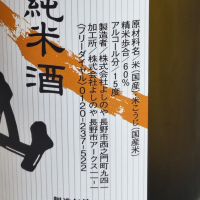 純米酒
原材料名／米（国産）、米こうじ（国産米）
精米歩合／60%
アルコール分／15度
製造者／株式会社よしのや 長野市西之門町九四一
加工所／株式会社よしのや 長野市アークス一－一
（フリーダイヤル）0120-237-522